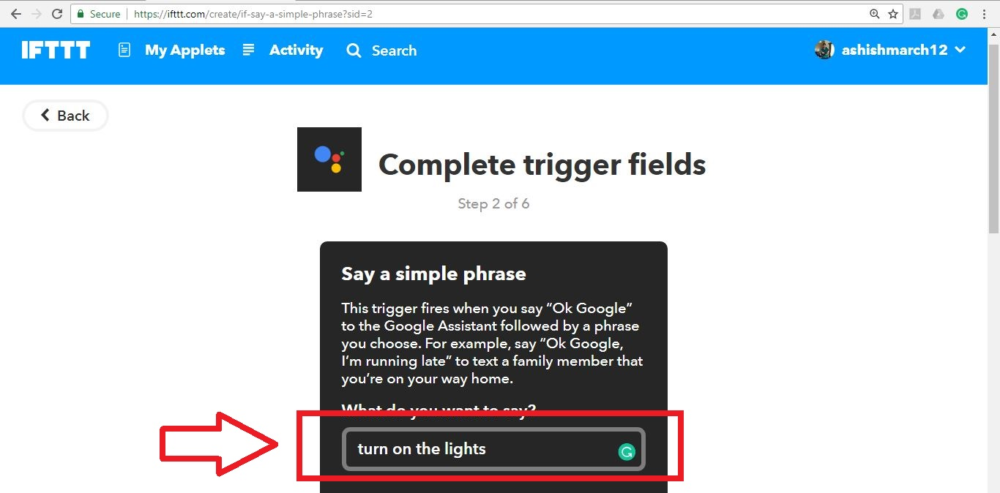 Secure https://ifttt.com/create/if-say-a-simple-phrase?sid=2
IFTTT My Applets Activity Search ashishmarch12
Back
Complete trigger fields
Step 2 of 6
Say a simple phrase
This trigger fires when you say “Ok Google”
to the Google Assistant followed by a phrase
you choose. For example, say “Ok Google,
I’m running late” to text a family member that
you’re on your way home.
What do you want to say?
turn on the lights